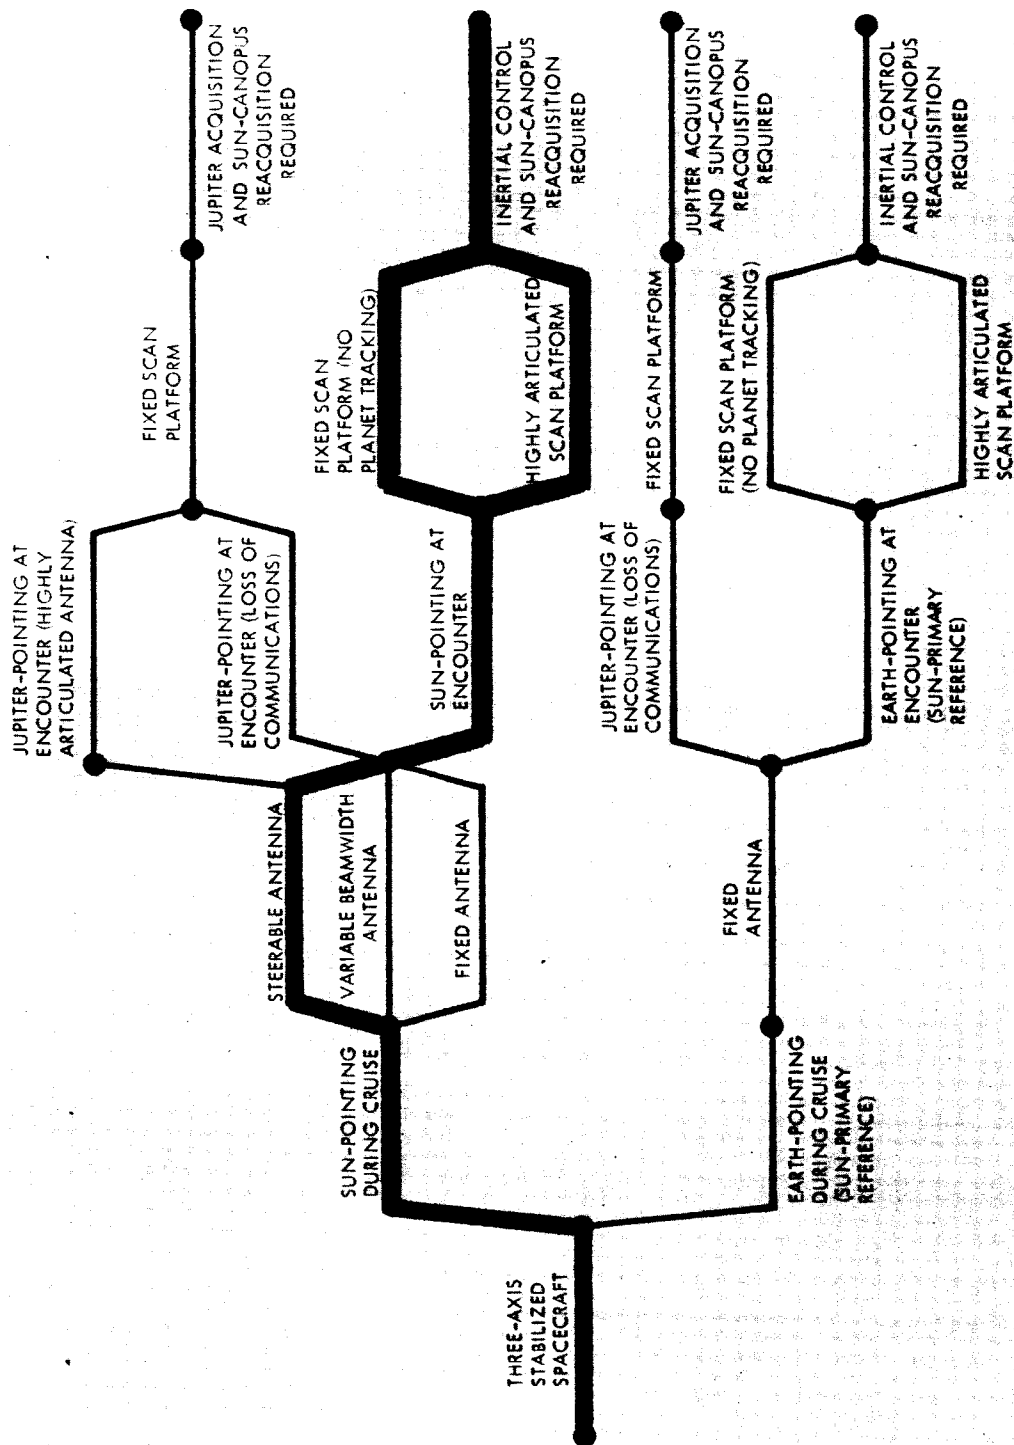 THREE-AXIS
STABILIZED
SPACECRAFT
SUN-POINTING
DURING CRUISE
EARTH-POINTING
DURING CRUISE
(SUN-PRIMARY
REFERENCE)
STEERABLE ANTENNA
VARIABLE BEAMWIDTH
ANTENNA
FIXED ANTENNA
FIXED
ANTENNA
JUPITER-POINTING AT
ENCOUNTER (HIGHLY
ARTICULATED ANTENNA)
JUPITER-POINTING AT
ENCOUNTER (LOSS OF
COMMUNICATIONS)
SUN-POINTING AT
ENCOUNTER
JUPITER-POINTING AT
ENCOUNTER (LOSS OF
COMMUNICATIONS)
EARTH-POINTING AT
ENCOUNTER
(SUN-PRIMARY
REFERENCE)
FIXED SCAN
PLATFORM
FIXED SCAN
PLATFORM (NO
PLANET TRACKING)
HIGHLY ARTICULATED
SCAN PLATFORM
FIXED SCAN PLATFORM
FIXED SCAN PLATFORM
(NO PLANET TRACKING)
HIGHLY ARTICULATED
SCAN PLATFORM
JUPITER ACQUISITION
AND SUN-CANOPUS
REACQUISITION
REQUIRED
INERTIAL CONTROL
AND SUN-CANOPUS
REACQUISITION
REQUIRED
JUPITER ACQUISITION
AND SUN-CANOPUS
REACQUISITION
REQUIRED
INERTIAL CONTROL
AND SUN-CANOPUS
REACQUISITION
REQUIRED